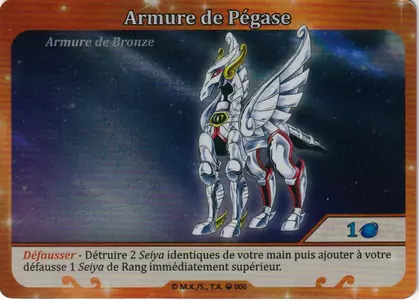 Armure de Pégase
Armure de Bronze
1
Défausser - Détruire 2 Seiya identiques de votre main puis ajouter à votre
défausse 1 Seiya de Rang immédiatement supérieur.
© M.K./S., T.A. 006